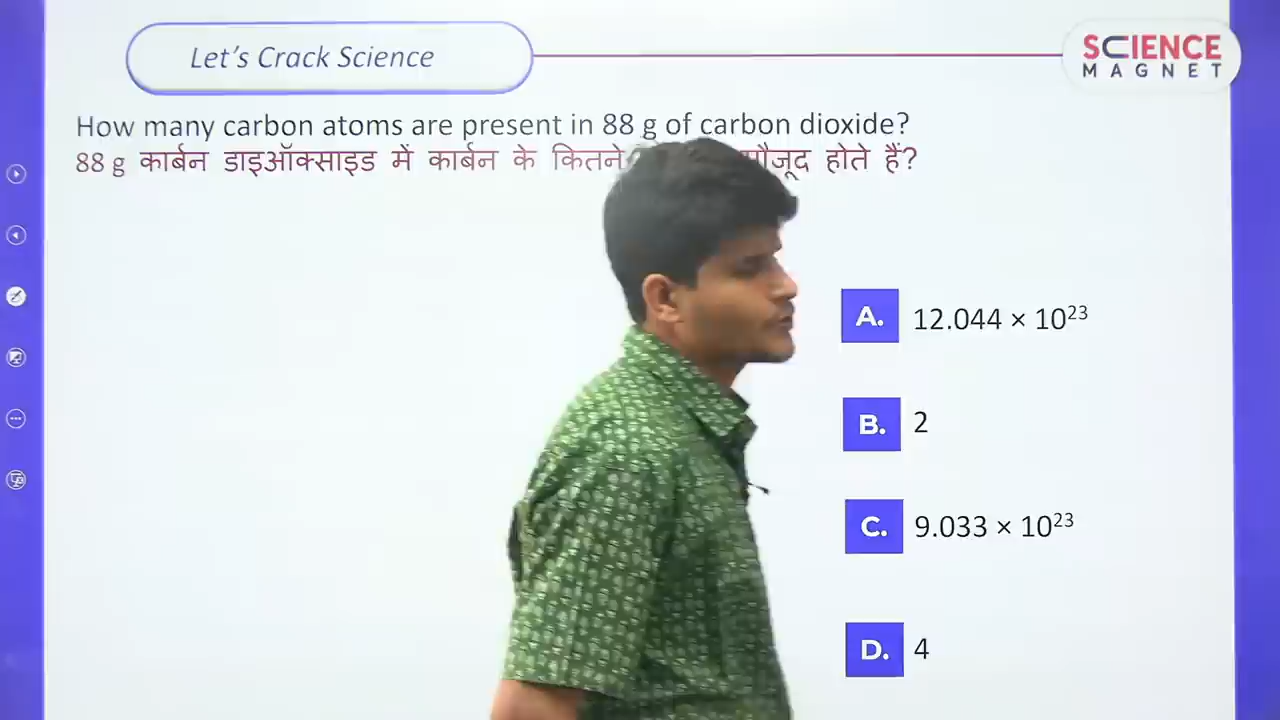 Let's Crack Science
SCIENCE
MAGNET
How many carbon atoms are present in 88 g of carbon dioxide?
88 g कार्बन डाइऑक्साइड में कार्बन के कितने मौजूद होते हैं?
A. 12.044 × 10²³
B. 2
C. 9.033 × 10²³
D. 4